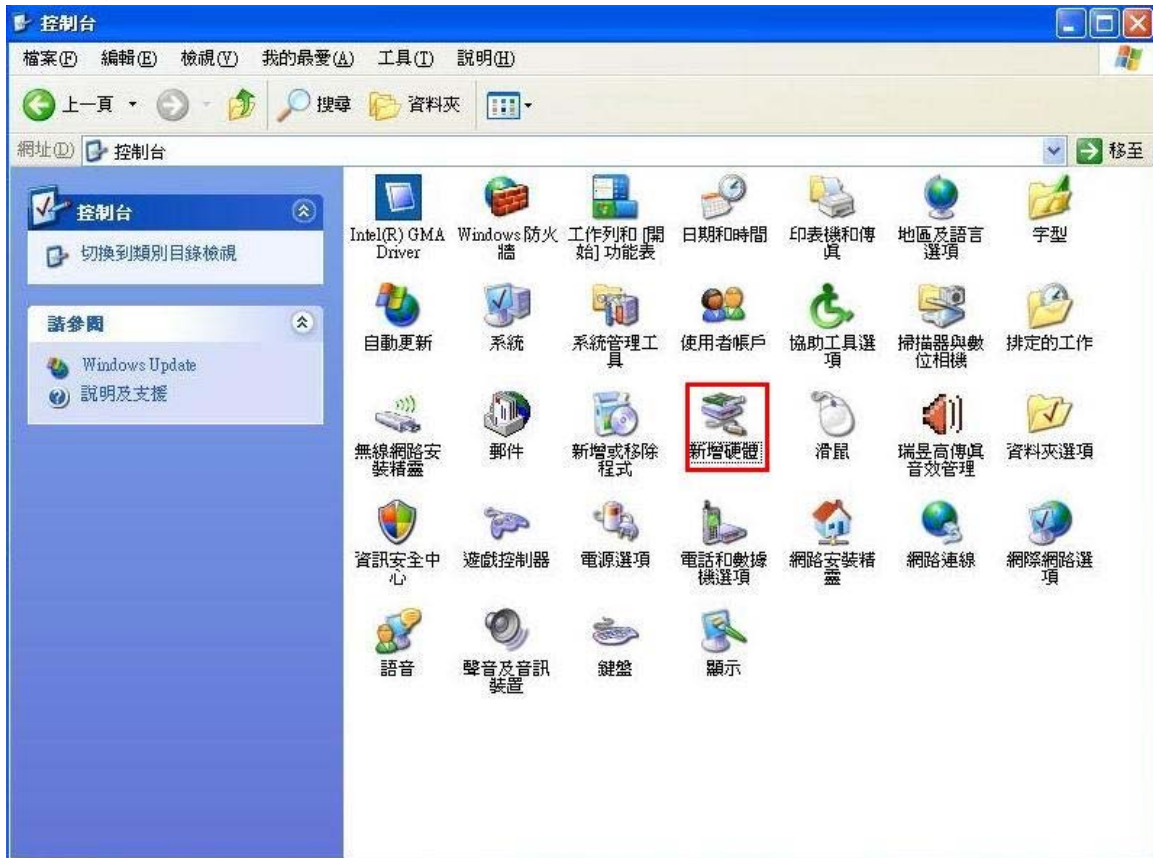 控制台
檔案(F) 編輯(E) 檢視(V) 我的最愛(A) 工具(T) 說明(H)
上一頁 搜尋 資料夾
網址(D) 控制台 移至
控制台
切換到類別目錄檢視
請參閱
Windows Update
說明及支援
Intel(R) GMA Windows 防火 工作列和 [開 日期和時間 印表機和傳 地區及語言 字型
Driver 牆 始] 功能表 真 選項
自動更新 系統 系統管理工 使用者帳戶 協助工具選 掃描器與數 排定的工作
具 項 位相機
無線網路安 郵件 新增或移除 新增硬體 滑鼠 瑞昱高傳真 資料夾選項
裝精靈 程式 音效管理
資訊安全中 遊戲控制器 電源選項 電話和數據 網路安裝精 網路連線 網際網路選
心 機選項 靈 項
語音 聲音及音訊 鍵盤 顯示
裝置